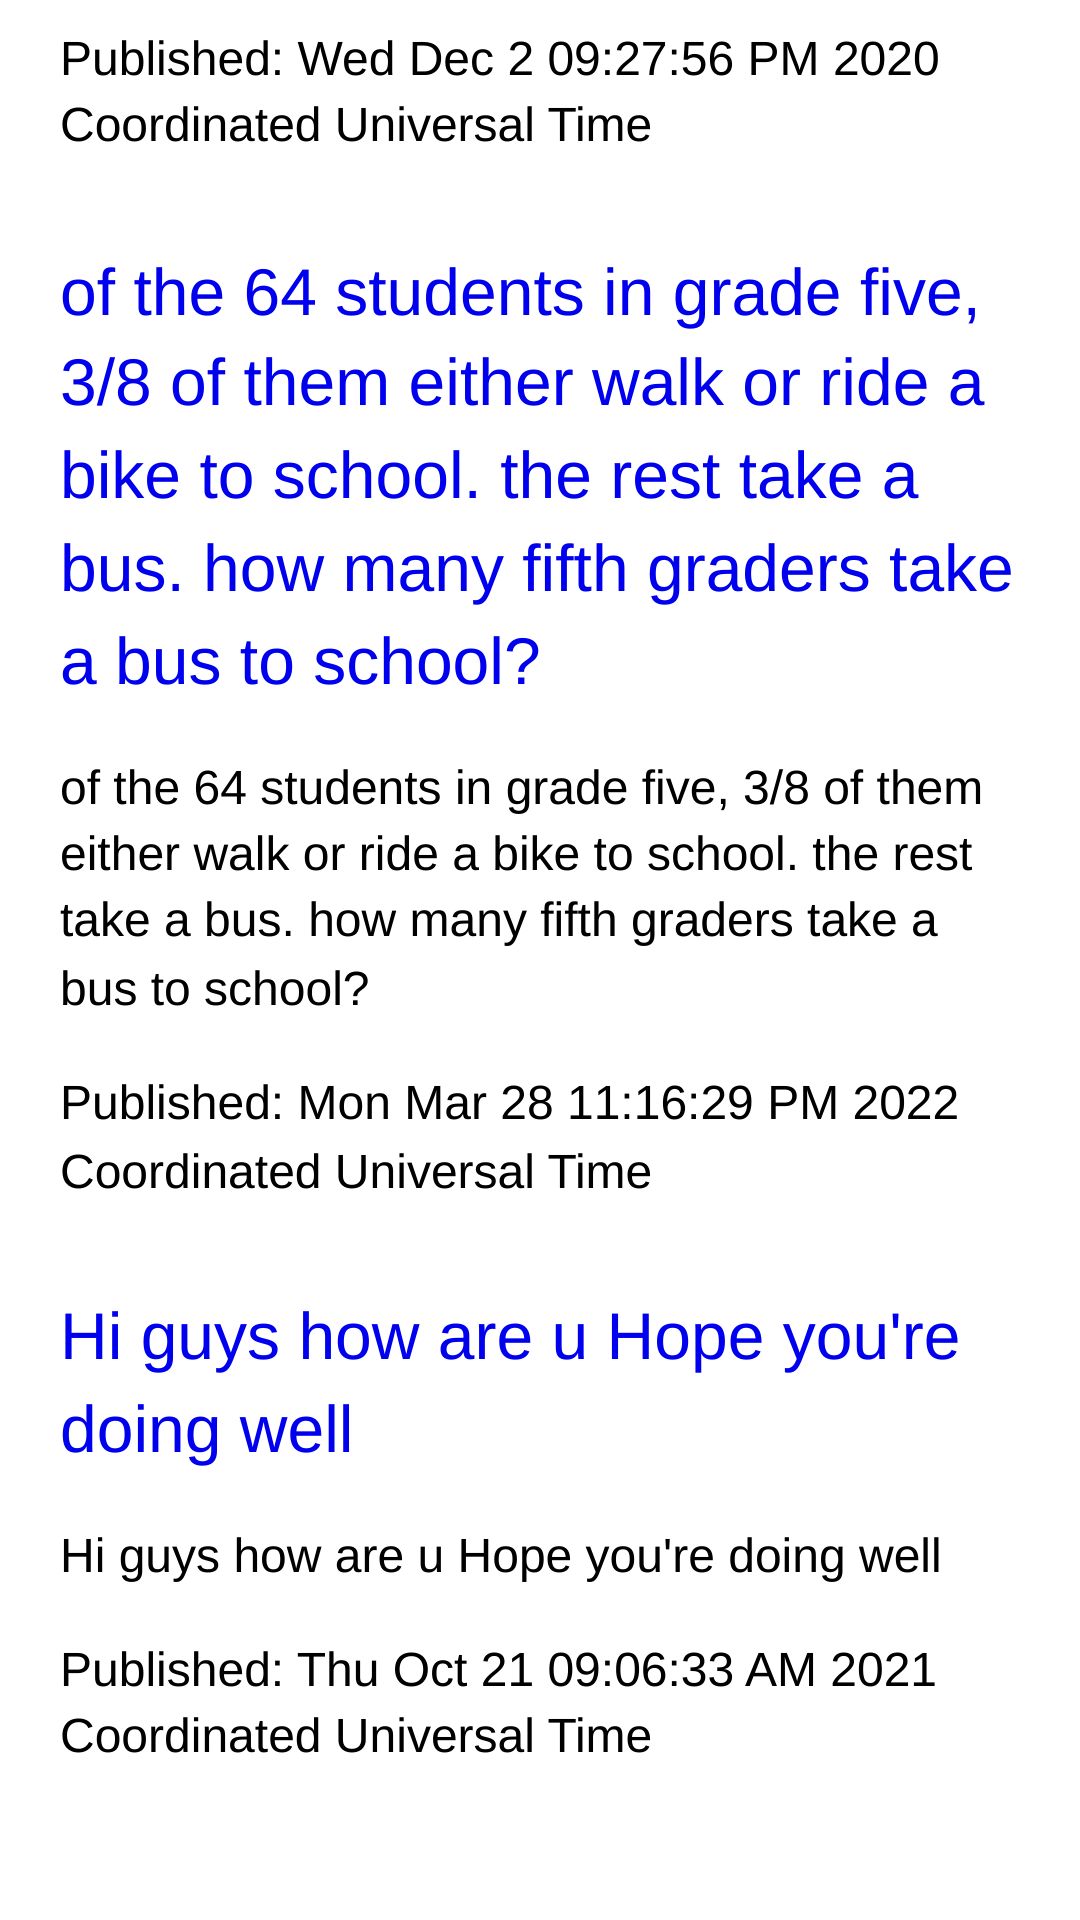 Published: Wed Dec 2 09:27:56 PM 2020
Coordinated Universal Time
of the 64 students in grade five,
3/8 of them either walk or ride a
bike to school. the rest take a
bus. how many fifth graders take
a bus to school?
of the 64 students in grade five, 3/8 of them
either walk or ride a bike to school. the rest
take a bus. how many fifth graders take a
bus to school?
Published: Mon Mar 28 11:16:29 PM 2022
Coordinated Universal Time
Hi guys how are u Hope you're
doing well
Hi guys how are u Hope you're doing well
Published: Thu Oct 21 09:06:33 AM 2021
Coordinated Universal Time